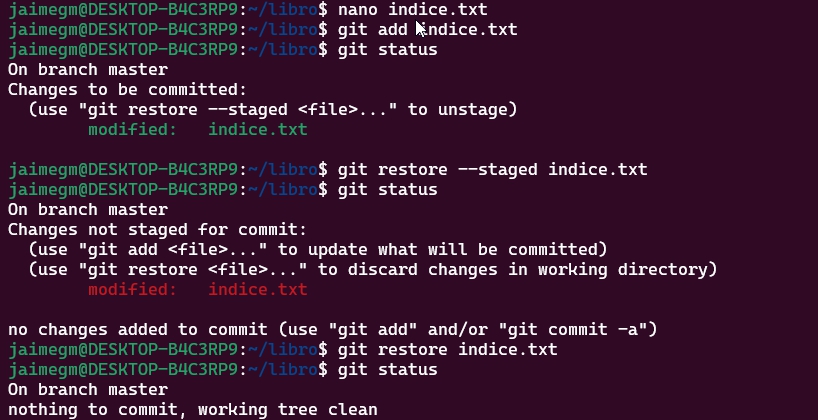 jaimegm@DESKTOP-B4C3RP9:~/libro$ nano indice.txt
jaimegm@DESKTOP-B4C3RP9:~/libro$ git add indice.txt
jaimegm@DESKTOP-B4C3RP9:~/libro$ git status
On branch master
Changes to be committed:
  (use "git restore --staged <file>..." to unstage)
        modified:   indice.txt

jaimegm@DESKTOP-B4C3RP9:~/libro$ git restore --staged indice.txt
jaimegm@DESKTOP-B4C3RP9:~/libro$ git status
On branch master
Changes not staged for commit:
  (use "git add <file>..." to update what will be committed)
  (use "git restore <file>..." to discard changes in working directory)
        modified:   indice.txt

no changes added to commit (use "git add" and/or "git commit -a")
jaimegm@DESKTOP-B4C3RP9:~/libro$ git restore indice.txt
jaimegm@DESKTOP-B4C3RP9:~/libro$ git status
On branch master
nothing to commit, working tree clean